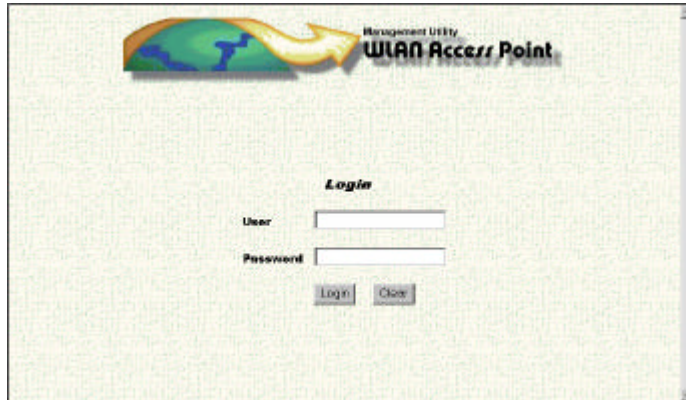 Management Utility
WLAN Access Point
Login
User
Password
Login Clear